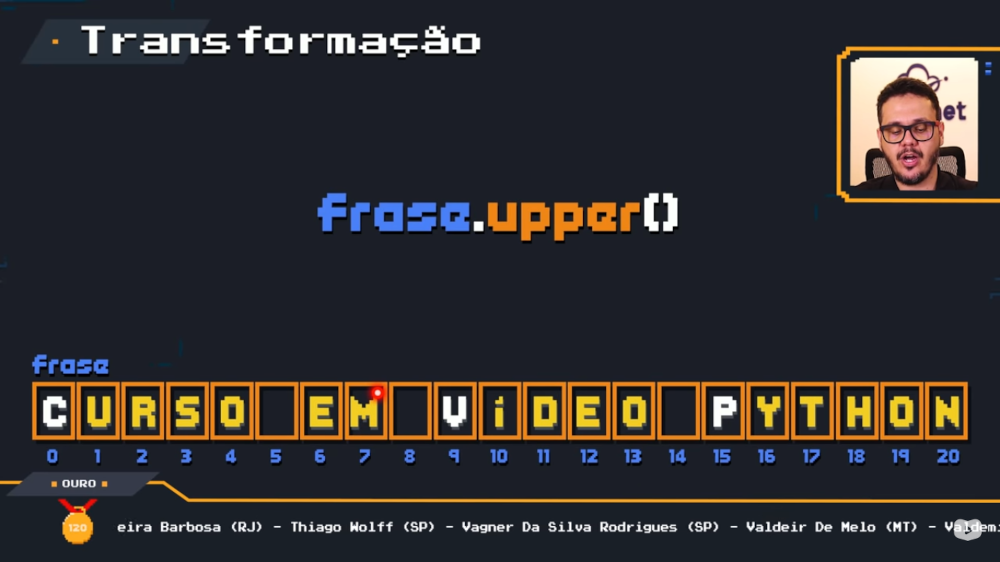 Transformação
net
frase.upper()
frase
CURSO EM VíDEO PYTHON
0 1 2 3 4 5 6 7 8 9 10 11 12 13 14 15 16 17 18 19 20
OURO
120
eira Barbosa (RJ) - Thiago Wolff (SP) - Vagner Da Silva Rodrigues (SP) - Valdeir De Melo (MT) -